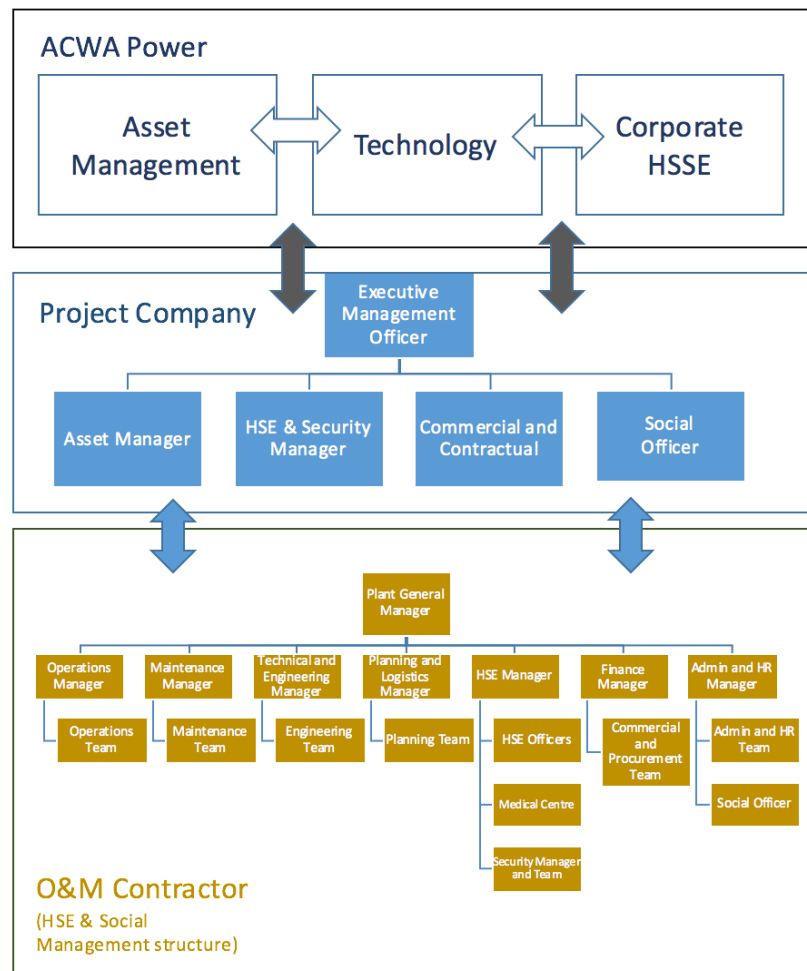 ACWA Power
Asset
Management
Technology
Corporate
HSSE
Project Company
Executive
Management
Officer
Asset Manager
HSE & Security
Manager
Commercial and
Contractual
Social
Officer
Plant General
Manager
Operations
Manager
Maintenance
Manager
Technical and
Engineering
Manager
Planning and
Logistics
Manager
HSE Manager
Finance
Manager
Admin and HR
Manager
Operations
Team
Maintenance
Team
Engineering
Team
Planning Team
HSE Officers
Commercial
and
Procurement
Team
Admin and HR
Team
Medical Centre
Social Officer
Security Manager
and Team
O&M Contractor
(HSE & Social
Management structure)